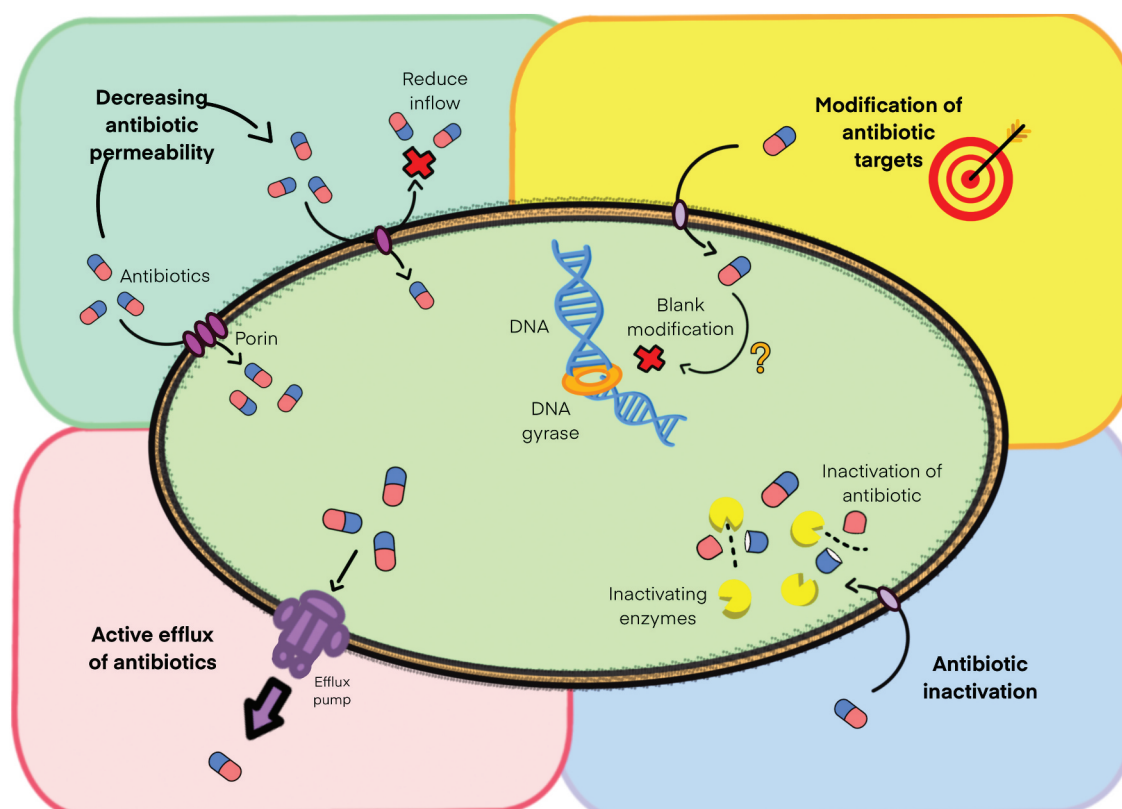 Decreasing
antibiotic
permeability
Reduce
inflow
Antibiotics
Porin
Modification of
antibiotic
targets
DNA
Blank
modification
?
DNA
gyrase
Inactivation of
antibiotic
Inactivating
enzymes
Active efflux
of antibiotics
Efflux
pump
Antibiotic
inactivation